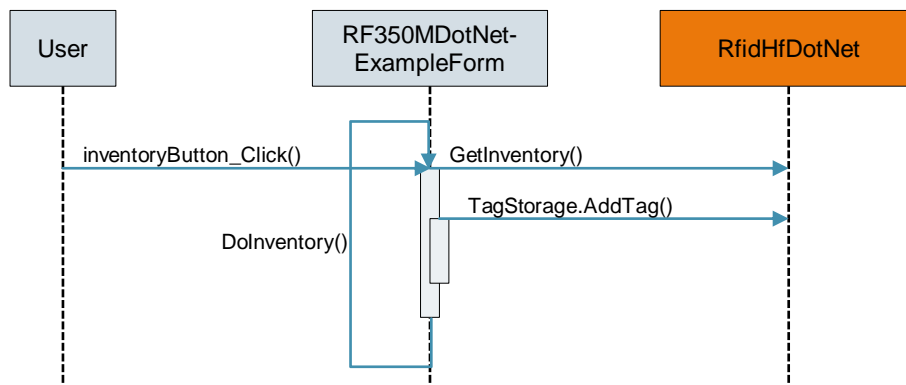 User
RF350MDotNet-
ExampleForm
RfidHfDotNet
inventoryButton_Click()
GetInventory()
TagStorage.AddTag()
DoInventory()